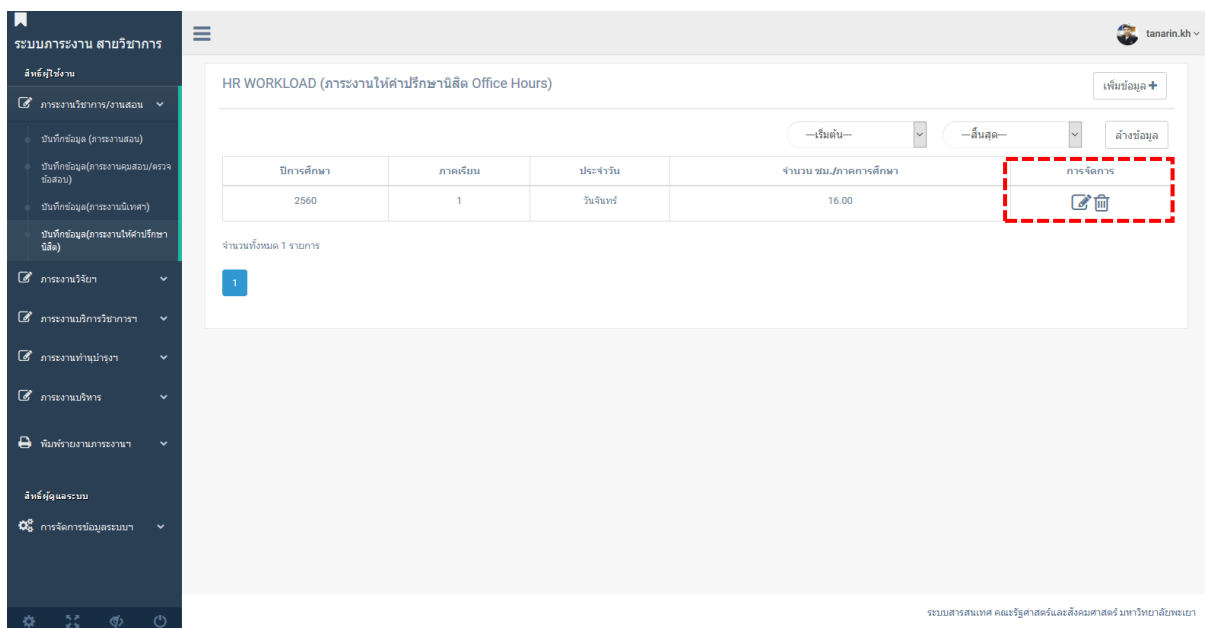 ระบบภาระงาน สายวิชาการ
tanarin.kh
สิทธิ์ผู้ใช้งาน
ภาระงานวิชาการ/งานสอน
บันทึกข้อมูล (ภาระงานสอน)
บันทึกข้อมูล(ภาระงานคุมสอบ/ตรวจ
ข้อสอบ)
บันทึกข้อมูล(ภาระงานนิเทศฯ)
บันทึกข้อมูล(ภาระงานให้คำปรึกษา
นิสิต)
ภาระงานวิจัยฯ
ภาระงานบริการวิชาการฯ
ภาระงานทำนุบำรุงฯ
ภาระงานบริหาร
พิมพ์รายงานภาระงานฯ
สิทธิ์ผู้ดูแลระบบ
การจัดการข้อมูลระบบฯ
HR WORKLOAD (ภาระงานให้คำปรึกษานิสิต Office Hours)
เพิ่มข้อมูล
---เริ่มต้น---
---สิ้นสุด---
ล้างข้อมูล
ปีการศึกษา ภาคเรียน ประจำวัน จำนวน ชม./ภาคการศึกษา การจัดการ
2560 1 วันจันทร์ 16.00
จำนวนทั้งหมด 1 รายการ
1
ระบบสารสนเทศ คณะรัฐศาสตร์และสังคมศาสตร์ มหาวิทยาลัยพะเยา